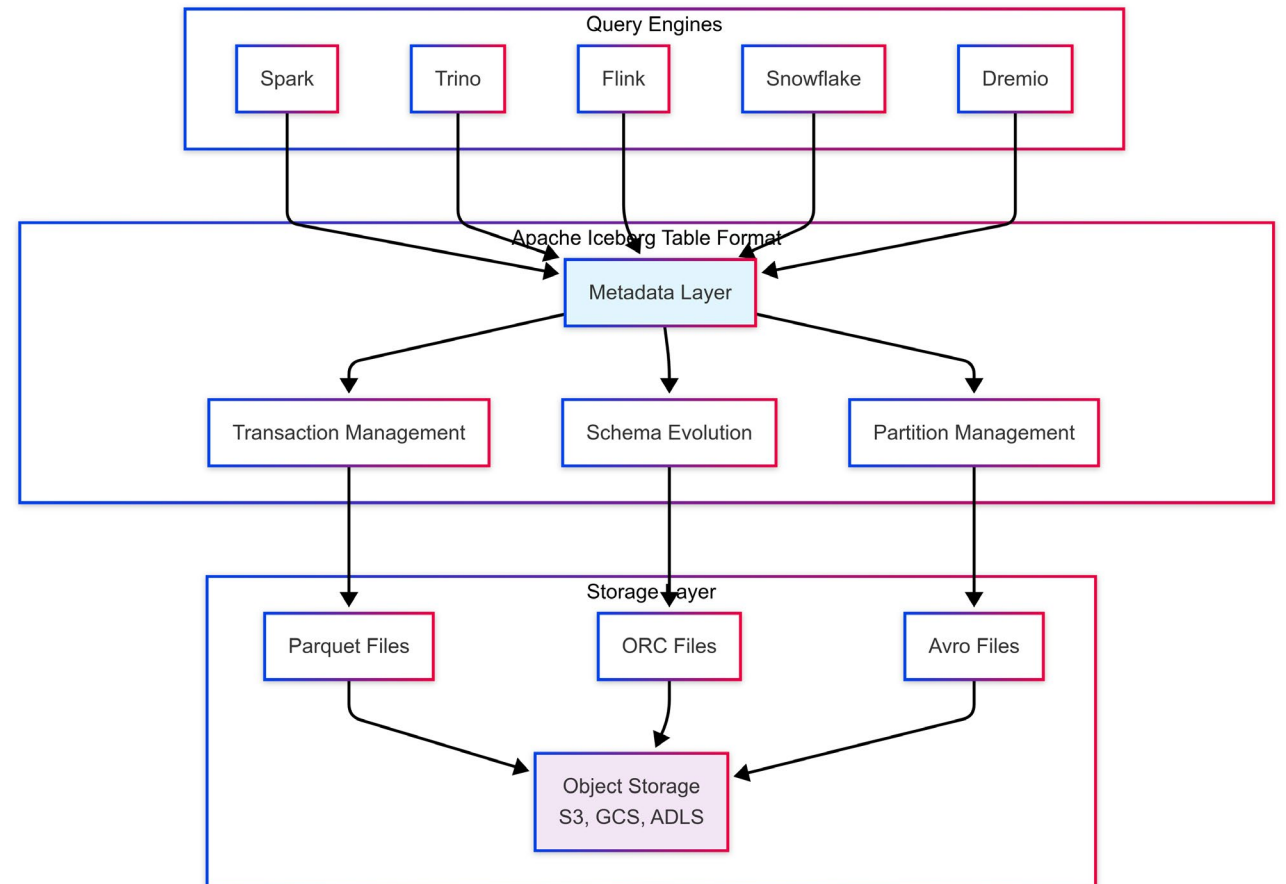 Query Engines
Spark
Trino
Flink
Snowflake
Dremio
Apache Iceberg Table Format
Metadata Layer
Transaction Management
Schema Evolution
Partition Management
Storage Layer
Parquet Files
ORC Files
Avro Files
Object Storage
S3, GCS, ADLS